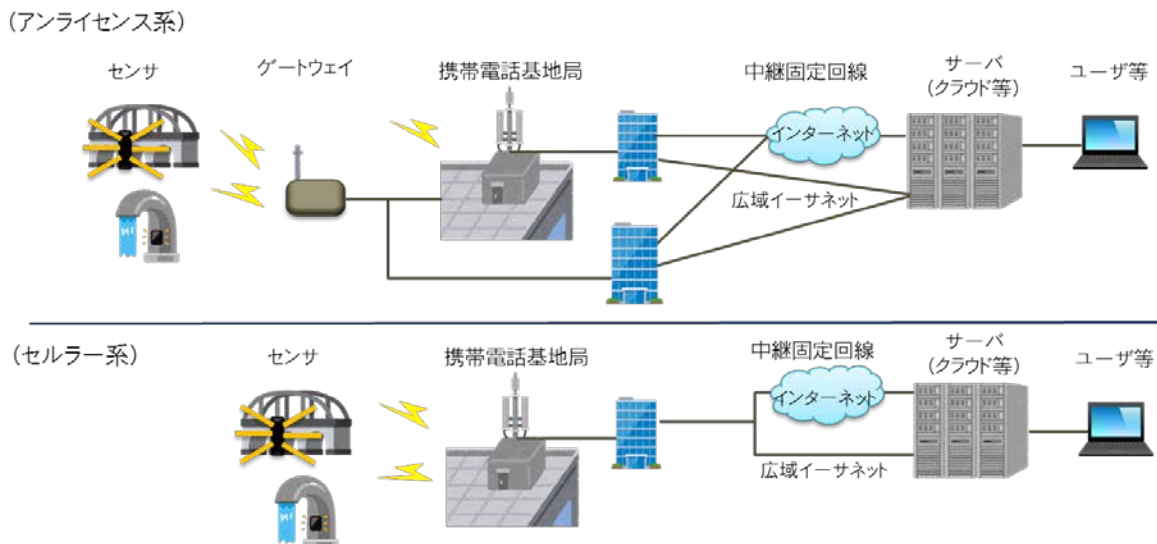 (アンライセンス系)
センサ
ゲートウェイ
携帯電話基地局
中継固定回線
サーバ
(クラウド等)
ユーザ等
インターネット
広域イーサネット
(セルラー系)
センサ
携帯電話基地局
中継固定回線
サーバ
(クラウド等)
ユーザ等
インターネット
広域イーサネット